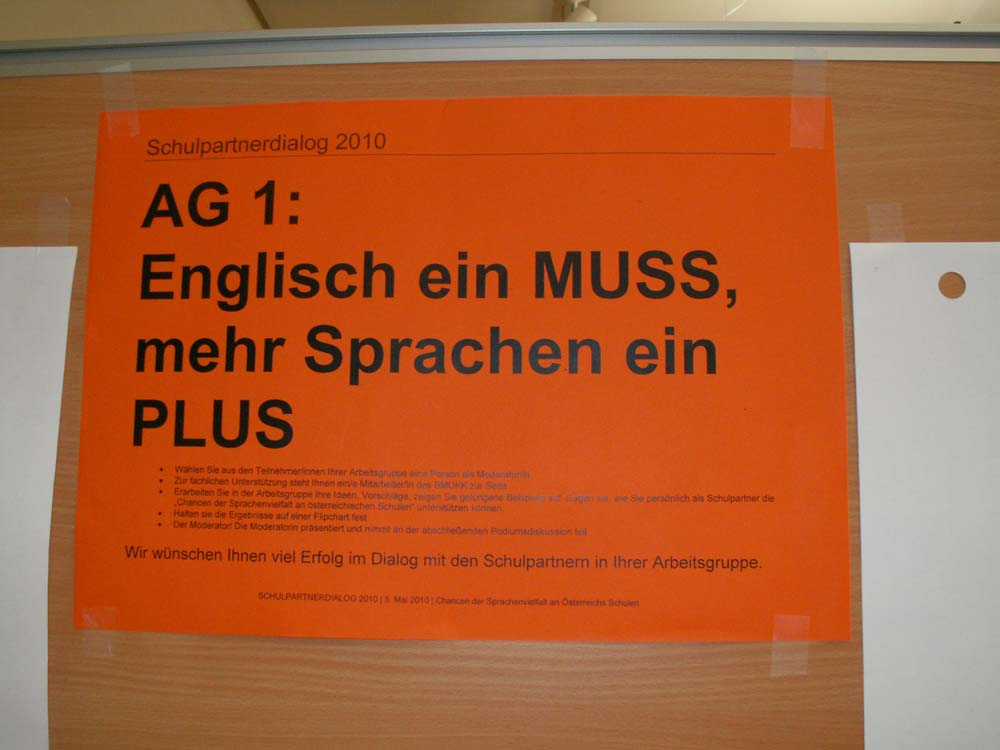 Schulpartnerdialog 2010
AG 1:
Englisch ein MUSS,
mehr Sprachen ein
PLUS
• Wählen Sie aus den Teilnehmer/innen Ihrer Arbeitsgruppe eine Person als Moderator/in
• Zur fachlichen Unterstützung steht Ihnen ein/e Mitarbeiter/in des BMUKK zur Seite
• Erarbeiten Sie in der Arbeitsgruppe Ihre Ideen, Vorschläge, zeigen Sie gelungene Beispiele auf. Sagen sie, wie Sie persönlich als Schulpartner die
„Chancen der Sprachenvielfalt an österreichischen Schulen“ unterstützen können.
• Halten sie die Ergebnisse auf einer Flipchart fest.
• Der Moderator/ Die Moderatorin präsentiert und nimmt an der abschließenden Podiumsdiskussion teil.
Wir wünschen Ihnen viel Erfolg im Dialog mit den Schulpartnern in Ihrer Arbeitsgruppe.
SCHULPARTNERDIALOG 2010 | 5. Mai 2010 | Chancen der Sprachenvielfalt an Österreichs Schulen